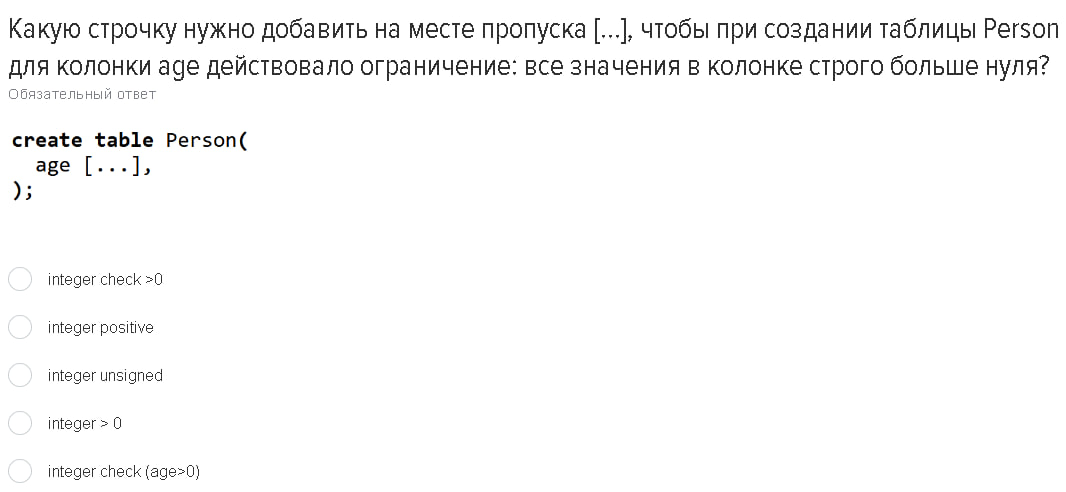 Какую строчку нужно добавить на месте пропуска [...], чтобы при создании таблицы Person
для колонки age действовало ограничение: все значения в колонке строго больше нуля?
Обязательный ответ
create table Person(
age [...],
);
integer check >0
integer positive
integer unsigned
integer > 0
integer check (age>0)